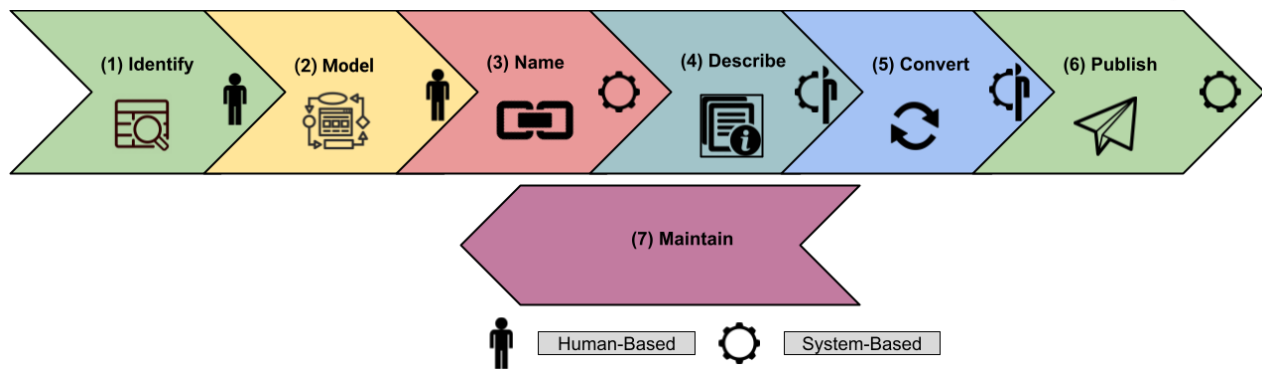 (1) Identify
(2) Model
(3) Name
(4) Describe
(5) Convert
(6) Publish
(7) Maintain
Human-Based
System-Based